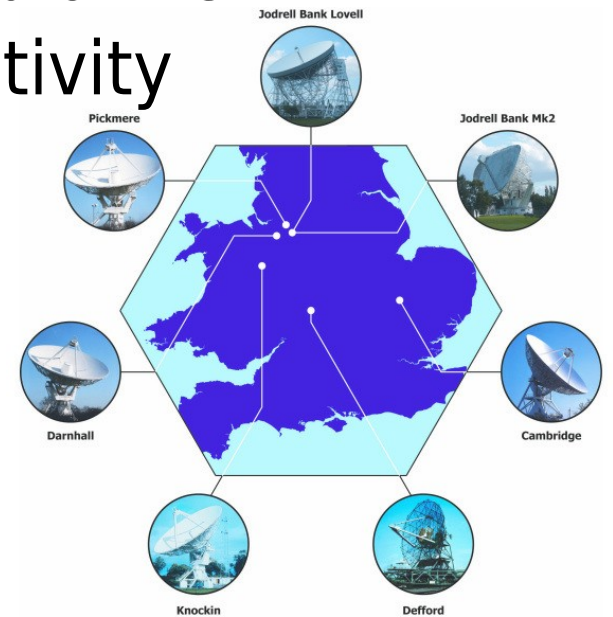 Jodrell Bank Lovell
tivity
Pickmere
Jodrell Bank Mk2
Darnhall
Cambridge
Knockin
Defford